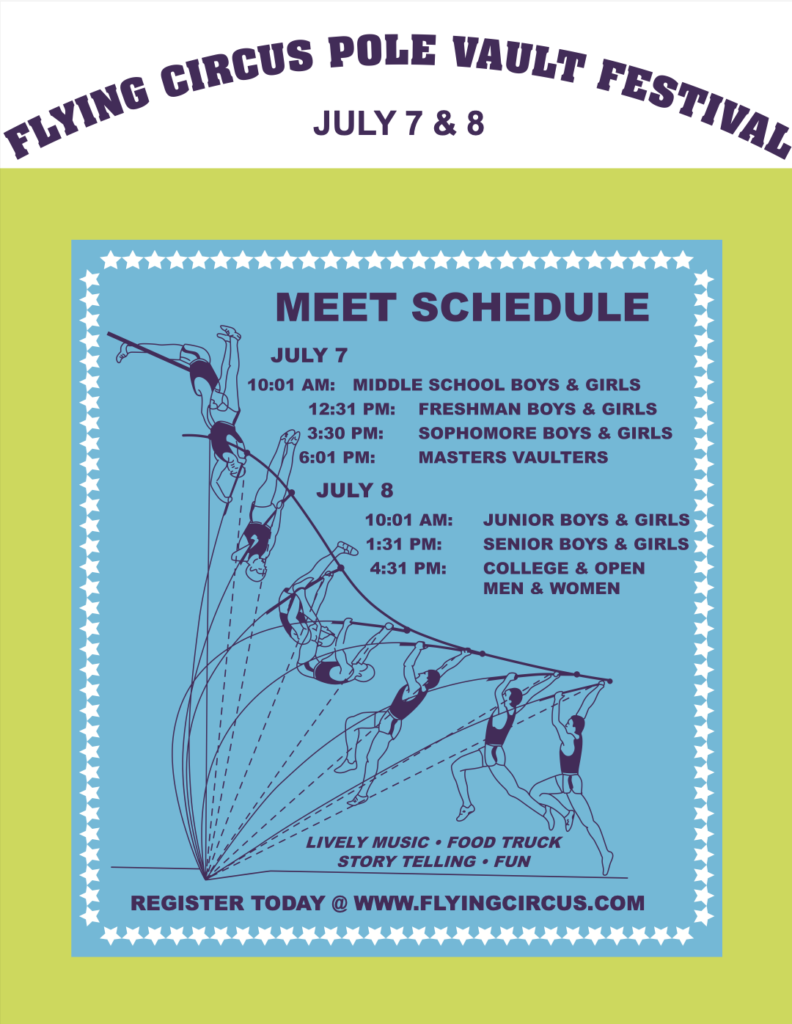 FLYING CIRCUS POLE VAULT FESTIVAL
JULY 7 & 8
MEET SCHEDULE
JULY 7
10:01 AM: MIDDLE SCHOOL BOYS & GIRLS
12:31 PM: FRESHMAN BOYS & GIRLS
3:30 PM: SOPHOMORE BOYS & GIRLS
6:01 PM: MASTERS VAULTERS
JULY 8
10:01 AM: JUNIOR BOYS & GIRLS
1:31 PM: SENIOR BOYS & GIRLS
4:31 PM: COLLEGE & OPEN
MEN & WOMEN
LIVELY MUSIC • FOOD TRUCK
STORY TELLING • FUN
REGISTER TODAY @ WWW.FLYINGCIRCUS.COM